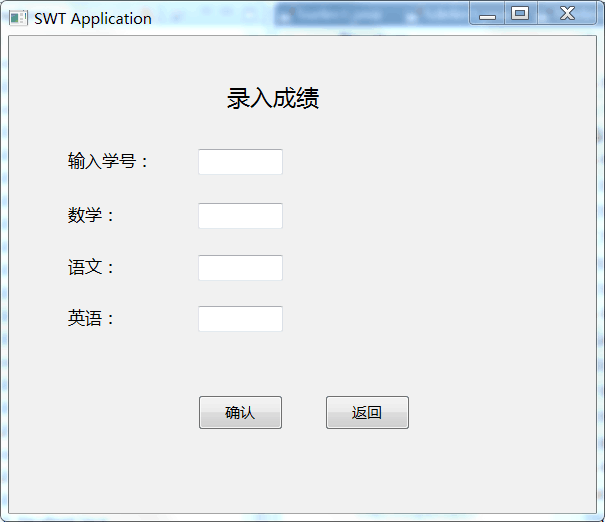 SWT Application
录入成绩
输入学号：
数学：
语文：
英语：
确认 返回